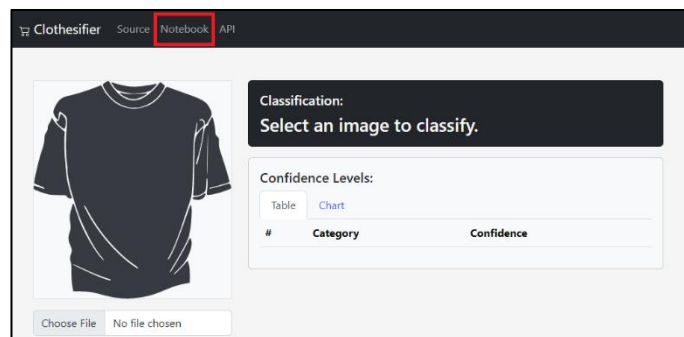 Clothesifier Source Notebook API
Classification:
Select an image to classify.
Confidence Levels:
Table Chart
# Category Confidence
Choose File No file chosen